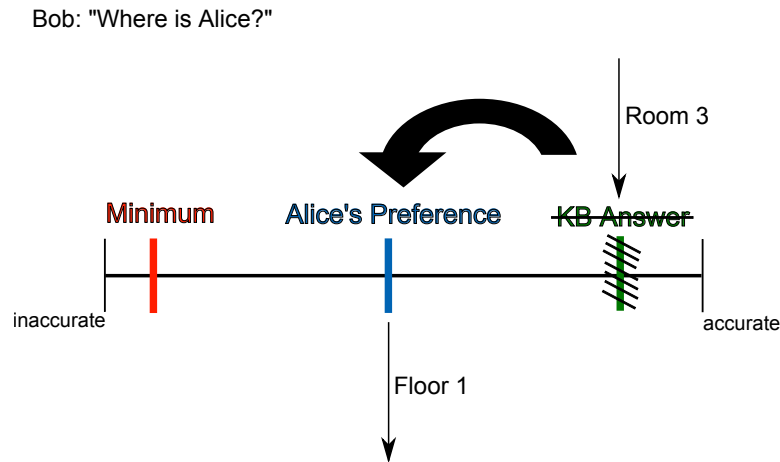 Bob: "Where is Alice?"
Room 3
Minimum
Alice's Preference
KB Answer
inaccurate
accurate
Floor 1